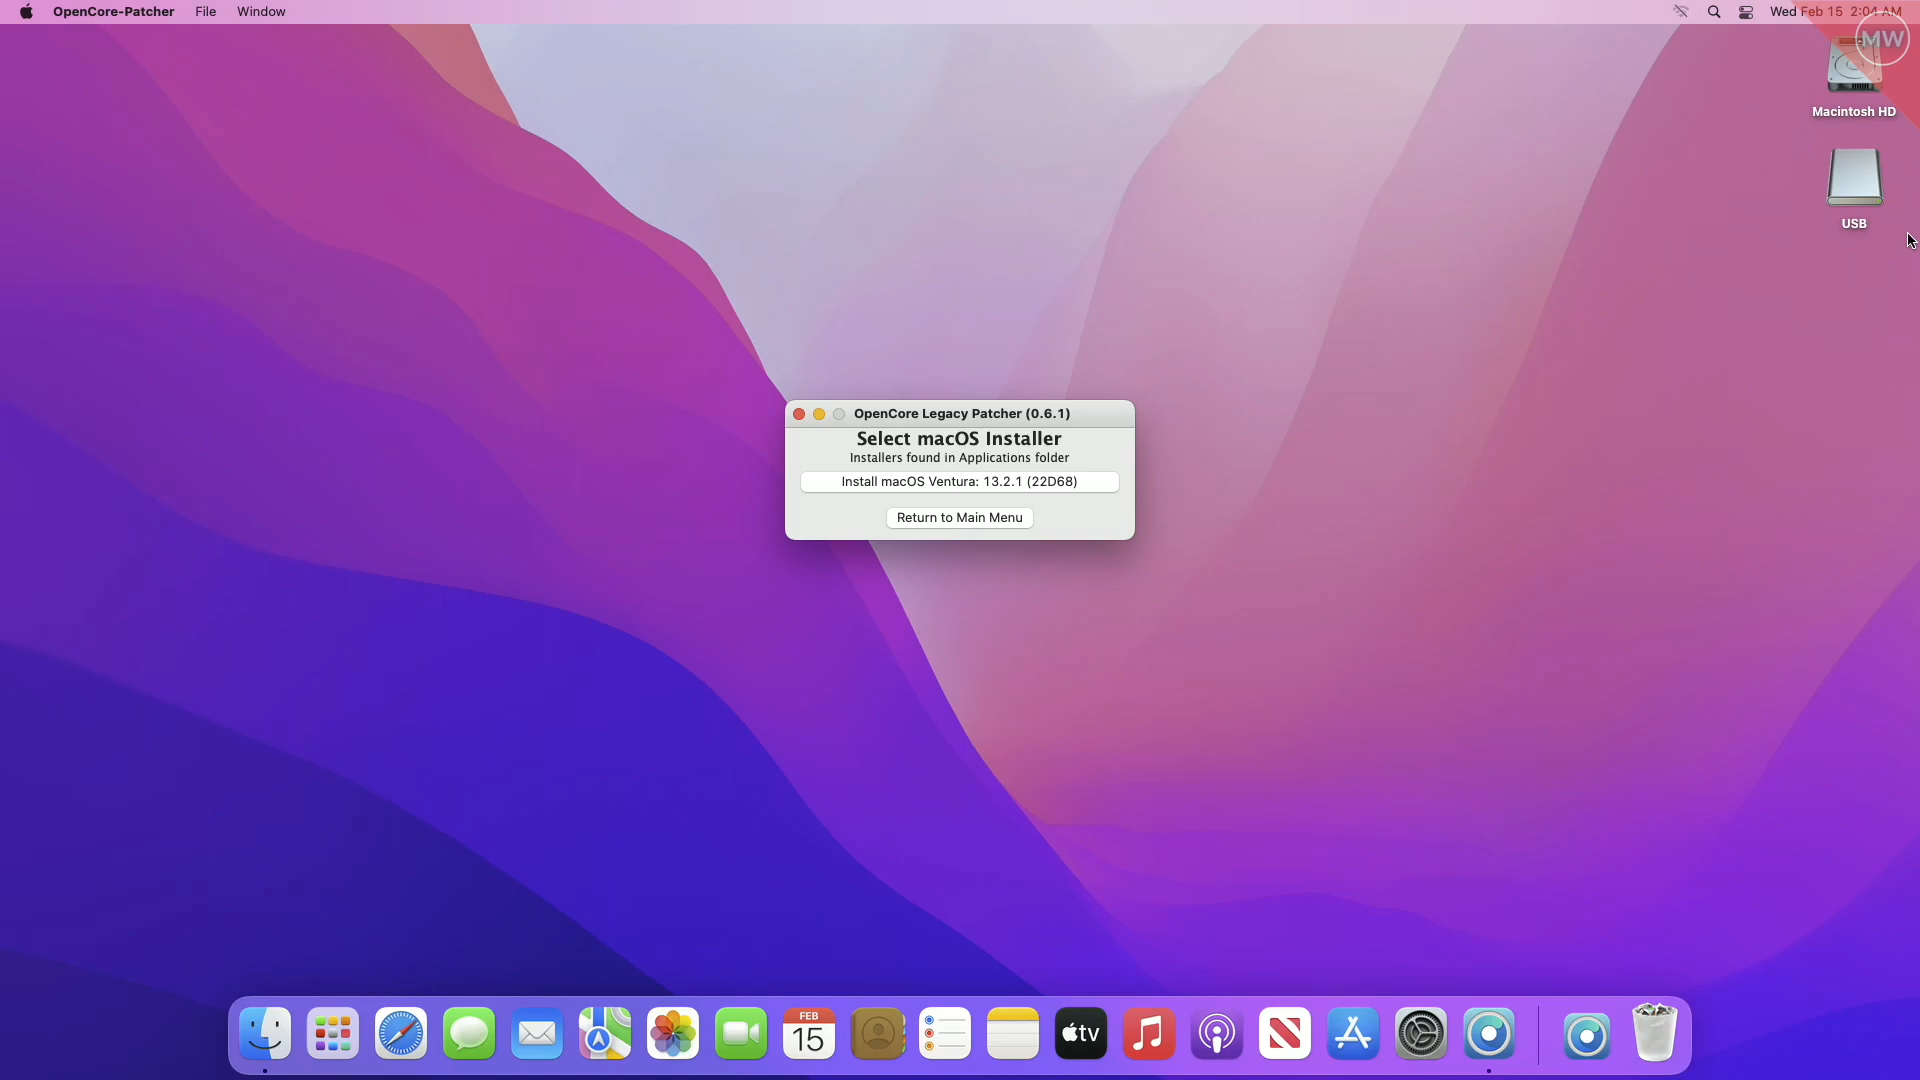 OpenCore-Patcher File Window
Wed Feb 15 2:04 AM
MW
Macintosh HD
USB
OpenCore Legacy Patcher (0.6.1)
Select macOS Installer
Installers found in Applications folder
Install macOS Ventura: 13.2.1 (22D68)
Return to Main Menu
FEB
15
tv